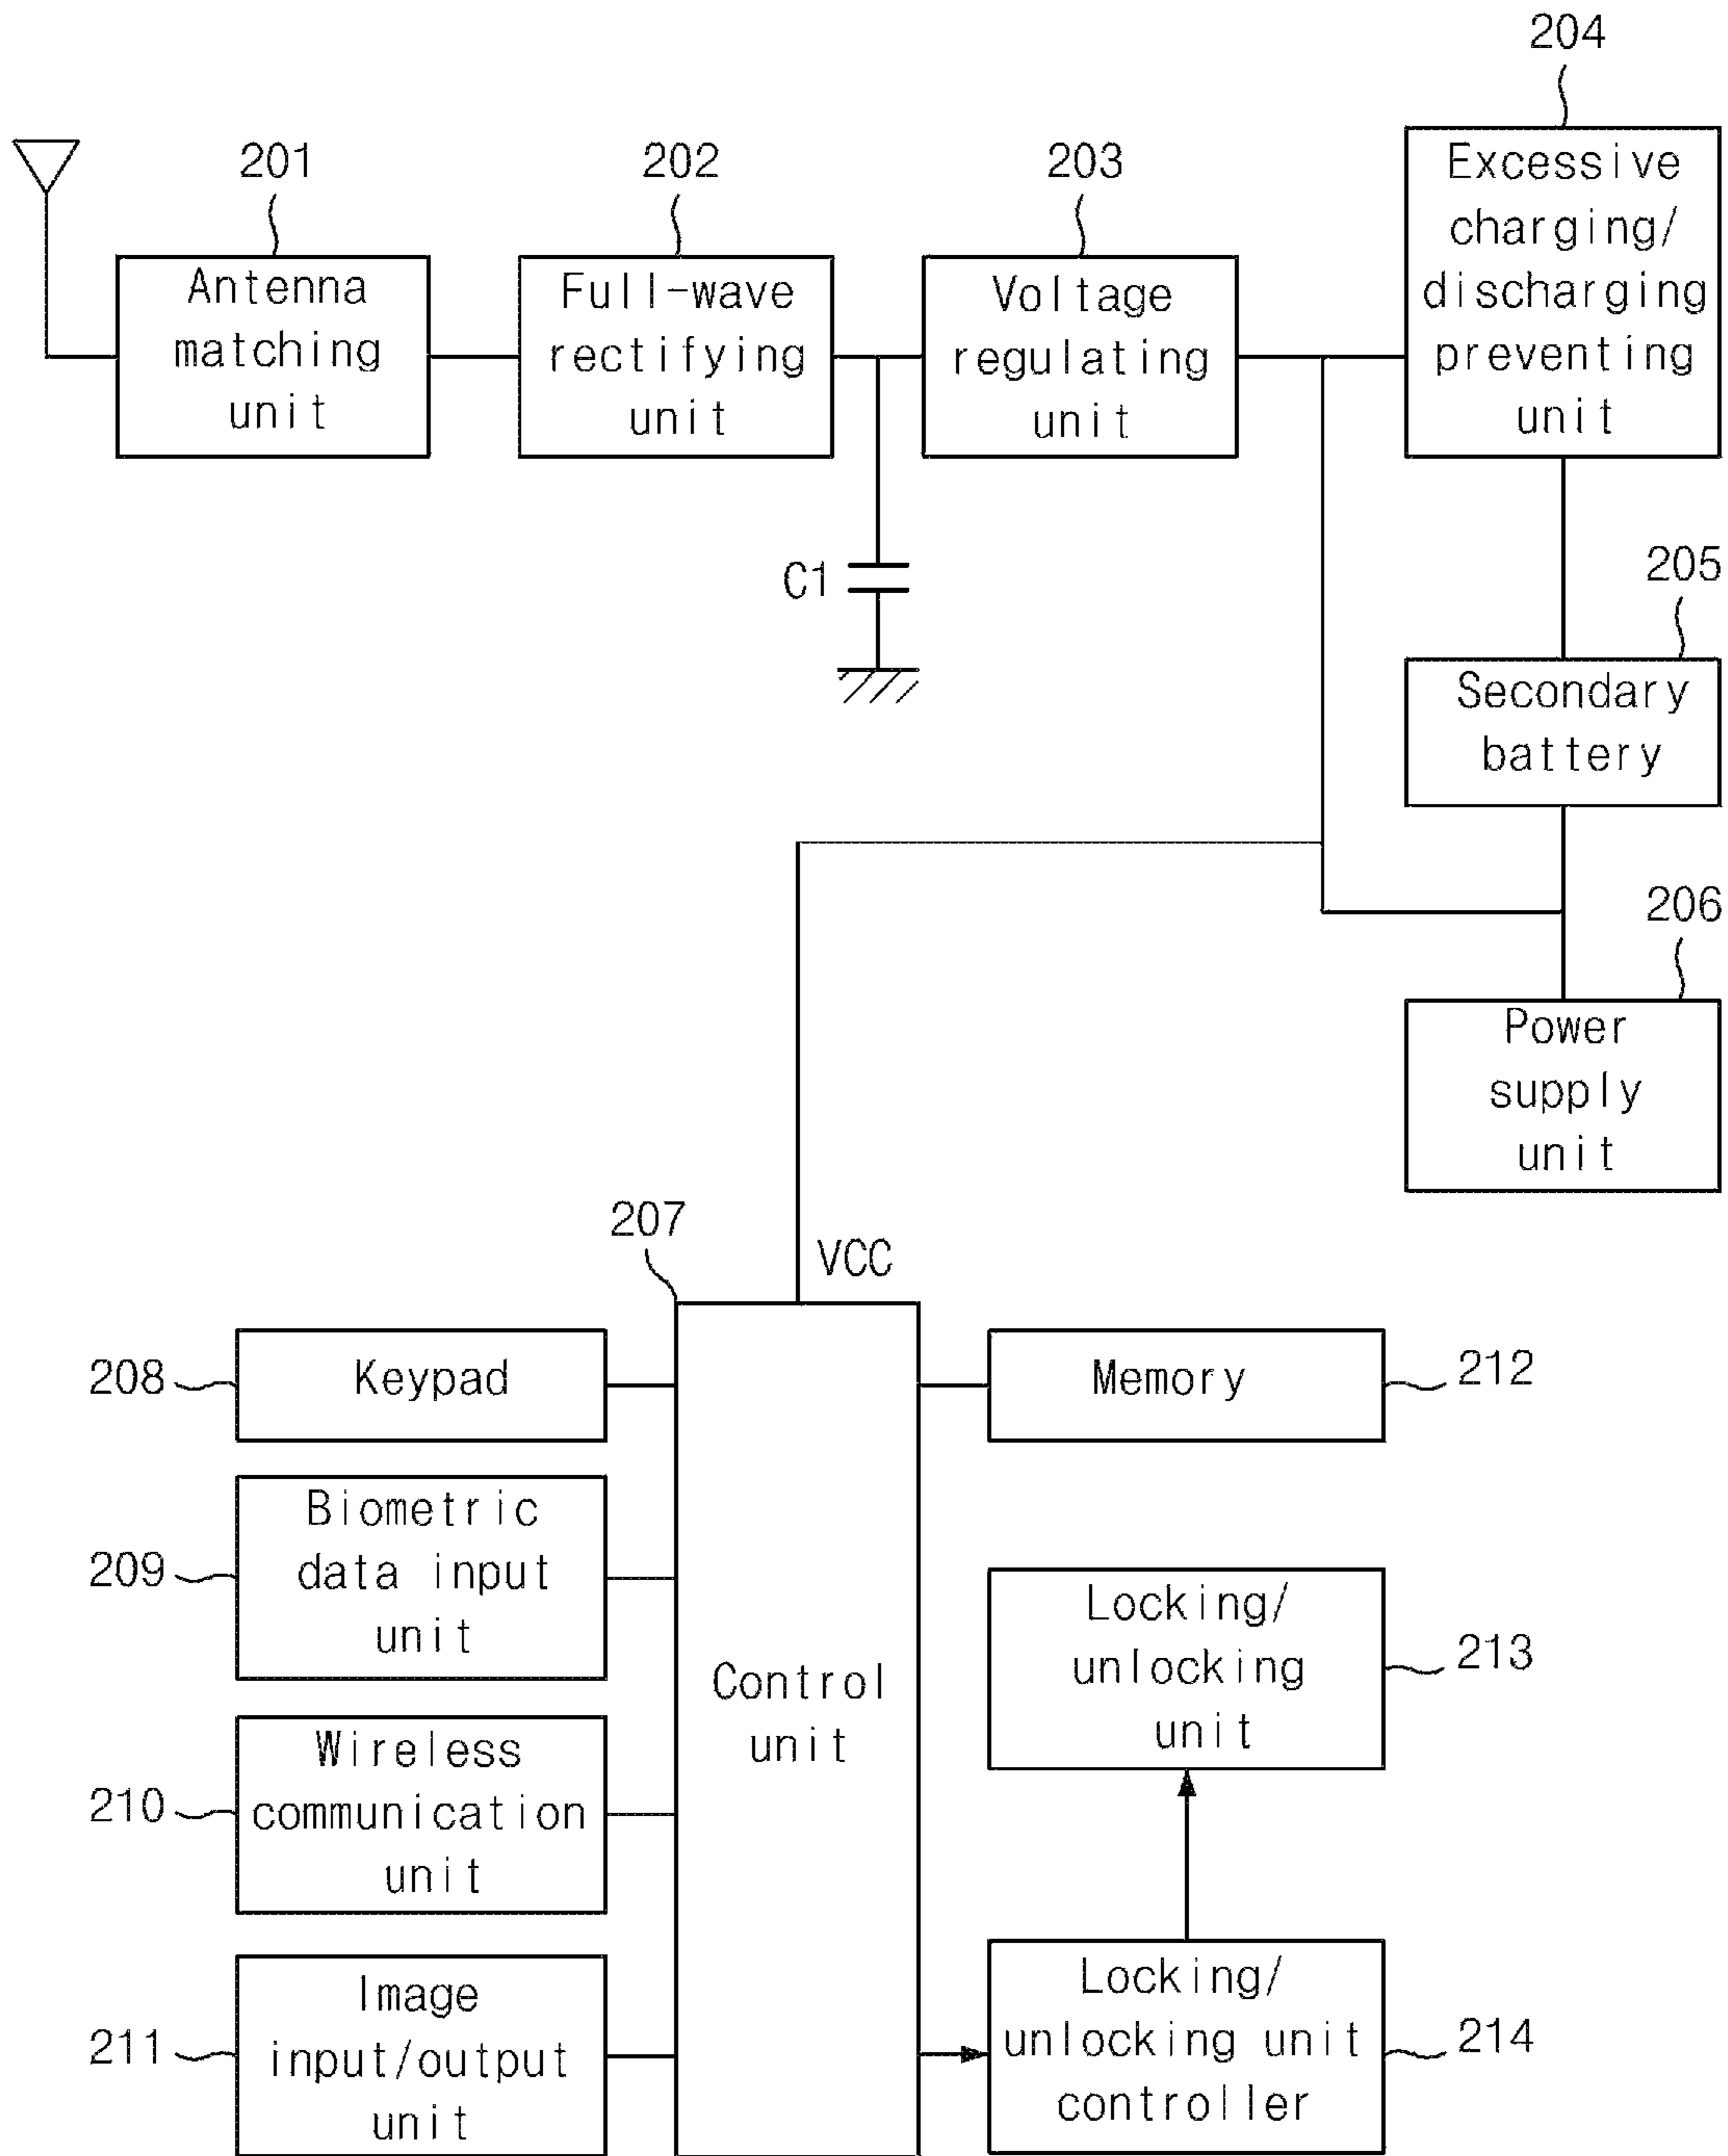 204
201
202
203
Excessive
charging/
discharging
preventing
unit
Antenna
matching
unit
Full-wave
rectifying
unit
Voltage
regulating
unit
C1
205
Secondary
battery
206
Power
supply
unit
207
VCC
208
Keypad
Memory
212
209
Biometric
data input
unit
Control
unit
Locking/
unlocking
unit
213
210
Wireless
communication
unit
211
Image
input/output
unit
Locking/
unlocking unit
controller
214